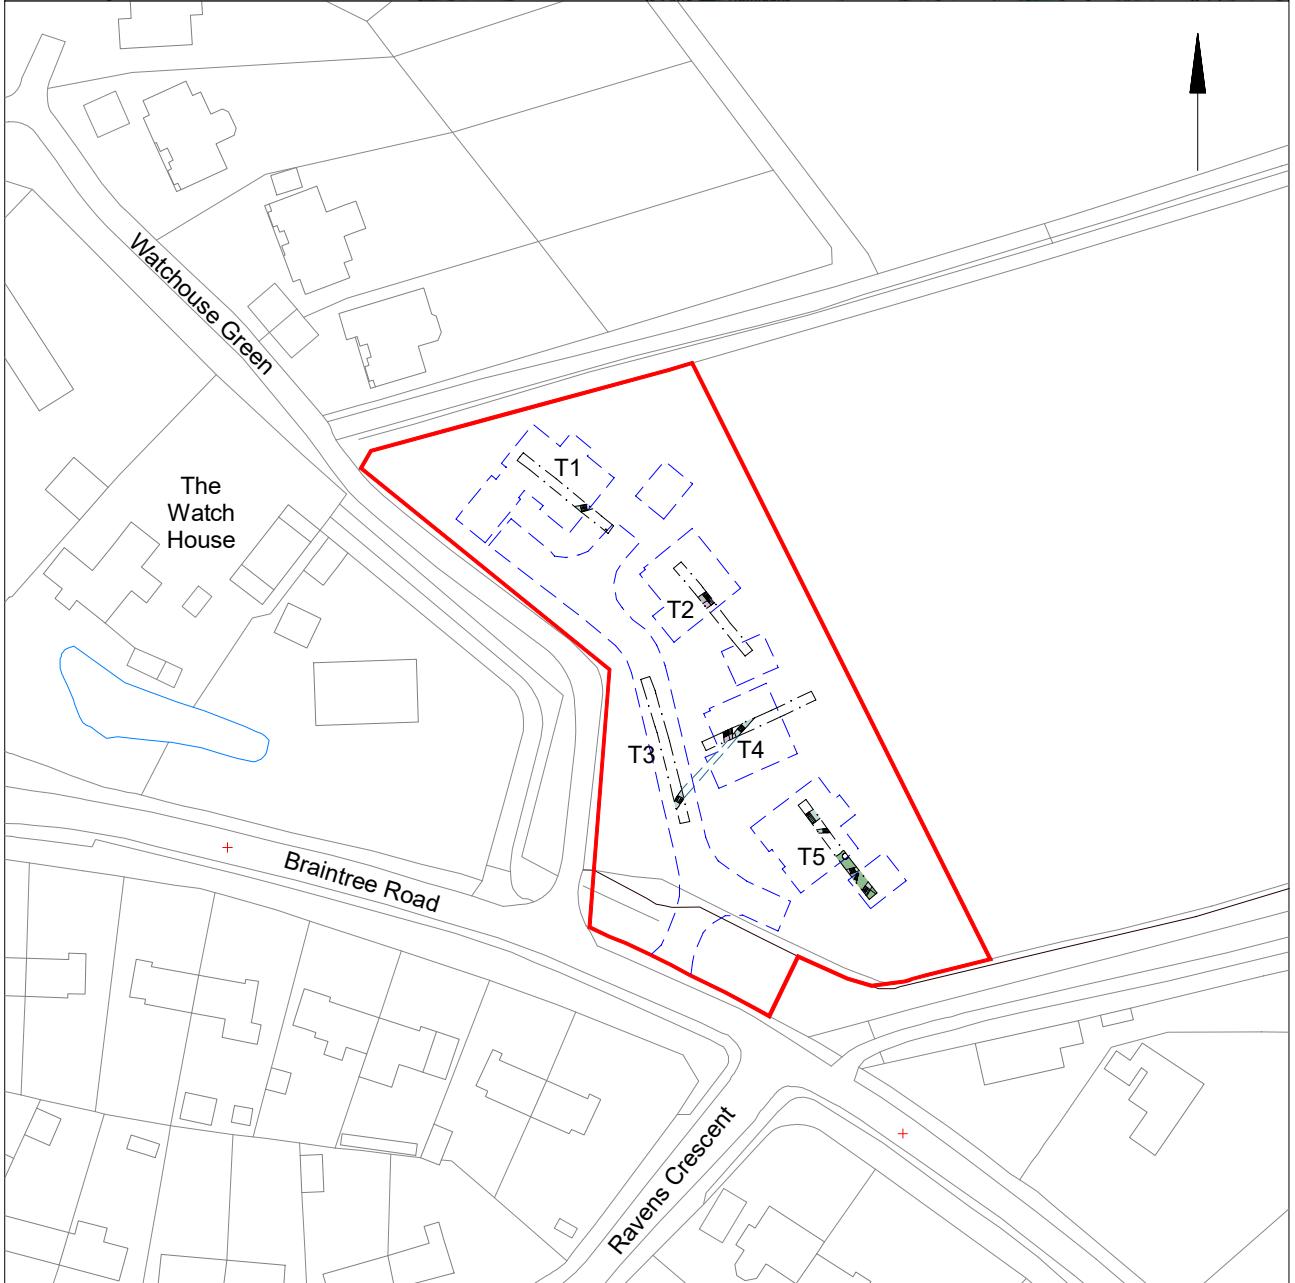 Watchouse Green
T1
The
Watch
House
T2
T3
T4
T5
Braintree Road
Ravens Crescent